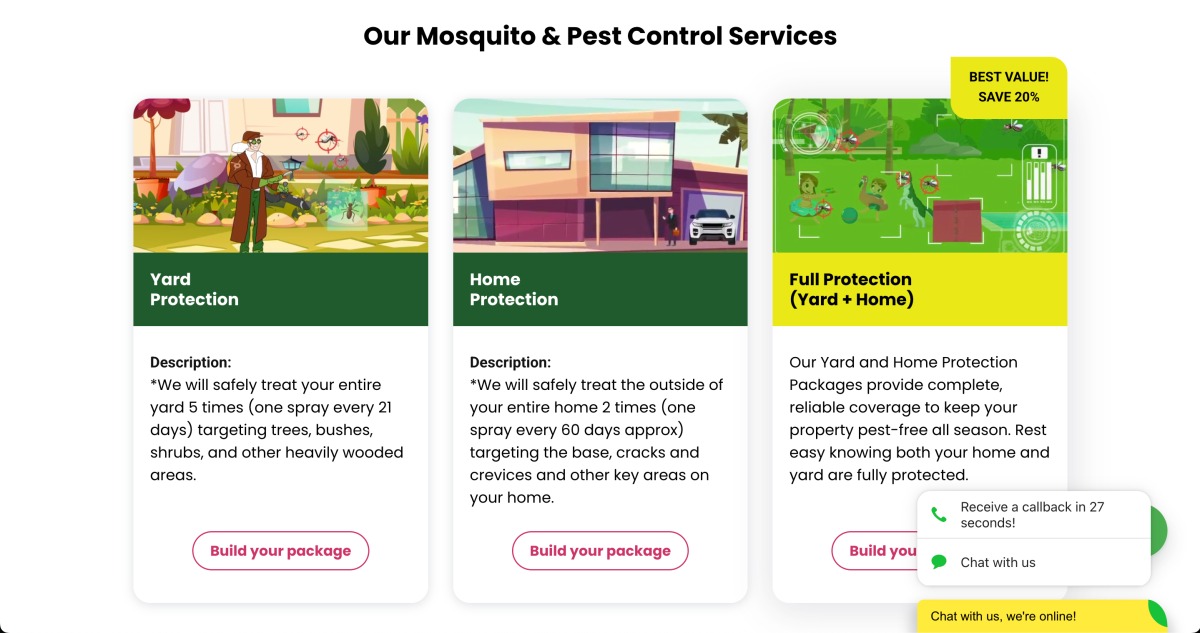 Our Mosquito & Pest Control Services
BEST VALUE!
SAVE 20%
Yard
Protection
Description:
*We will safely treat your entire
yard 5 times (one spray every 21
days) targeting trees, bushes,
shrubs, and other heavily wooded
areas.
Build your package
Home
Protection
Description:
*We will safely treat the outside of
your entire home 2 times (one
spray every 60 days approx)
targeting the base, cracks and
crevices and other key areas on
your home.
Build your package
Full Protection
(Yard + Home)
Our Yard and Home Protection
Packages provide complete,
reliable coverage to keep your
property pest-free all season. Rest
easy knowing both your home and
yard are fully protected.
Build you
Receive a callback in 27
seconds!
Chat with us
Chat with us, we're online!